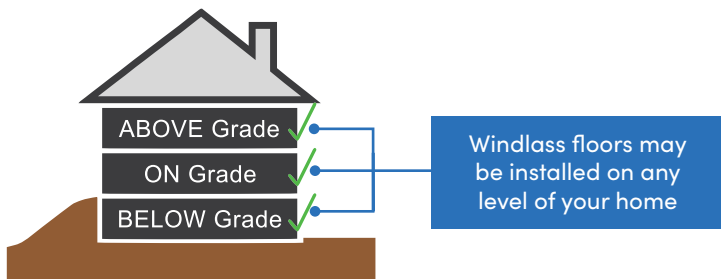 ABOVE Grade
ON Grade
BELOW Grade
Windlass floors may
be installed on any
level of your home